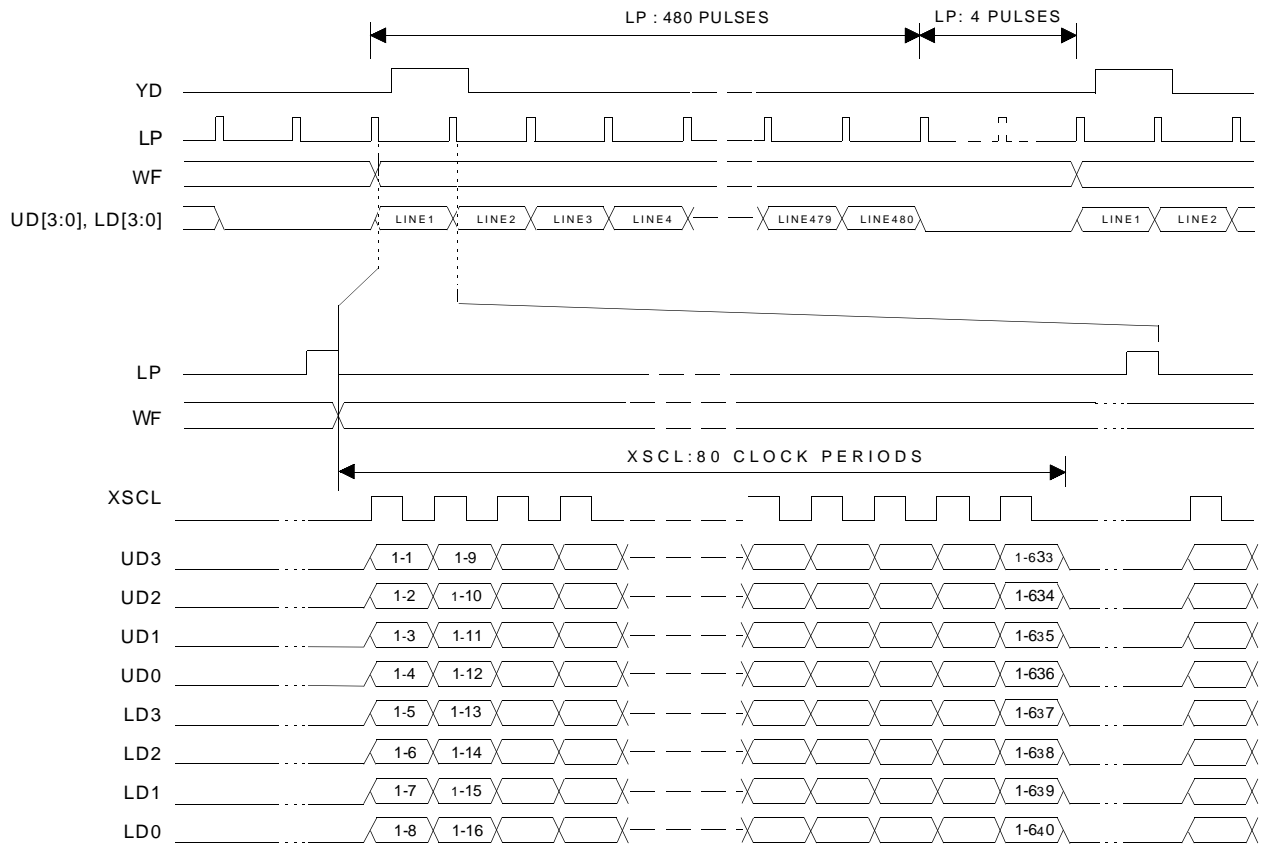 LP : 480 PULSES LP: 4 PULSES
YD
LP
WF
UD[3:0], LD[3:0] LINE1 LINE2 LINE3 LINE4 LINE479 LINE480 LINE1 LINE2
LP
WF
XSCL:80 CLOCK PERIODS
XSCL
UD3 1-1 1-9 1-633
UD2 1-2 1-10 1-634
UD1 1-3 1-11 1-635
UD0 1-4 1-12 1-636
LD3 1-5 1-13 1-637
LD2 1-6 1-14 1-638
LD1 1-7 1-15 1-639
LD0 1-8 1-16 1-640